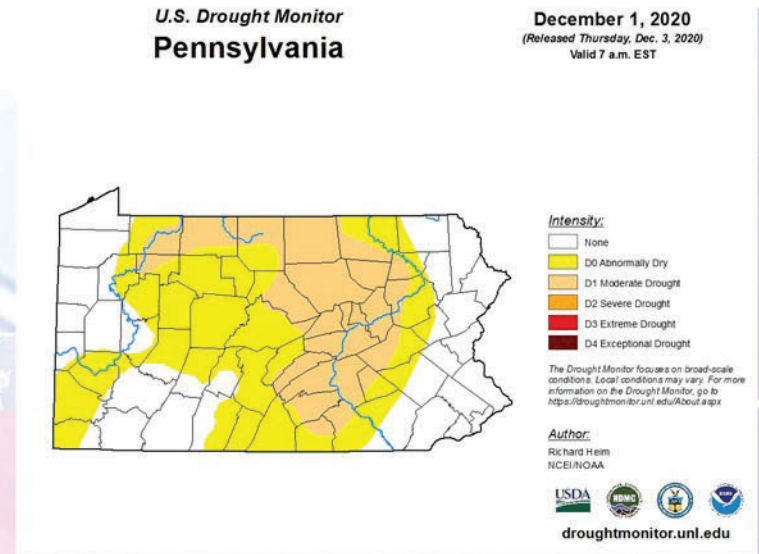 U.S. Drought Monitor
Pennsylvania
December 1, 2020
(Released Thursday, Dec. 3, 2020)
Valid 7 a.m. EST
Intensity:
None
D0 Abnormally Dry
D1 Moderate Drought
D2 Severe Drought
D3 Extreme Drought
D4 Exceptional Drought
The Drought Monitor focuses on broad-scale
conditions. Local conditions may vary. For more
information on the Drought Monitor, go to
https://droughtmonitor.unl.edu/About.aspx
Author:
Richard Heim
NCEI/NOAA
USDA
NDMC
droughtmonitor.unl.edu